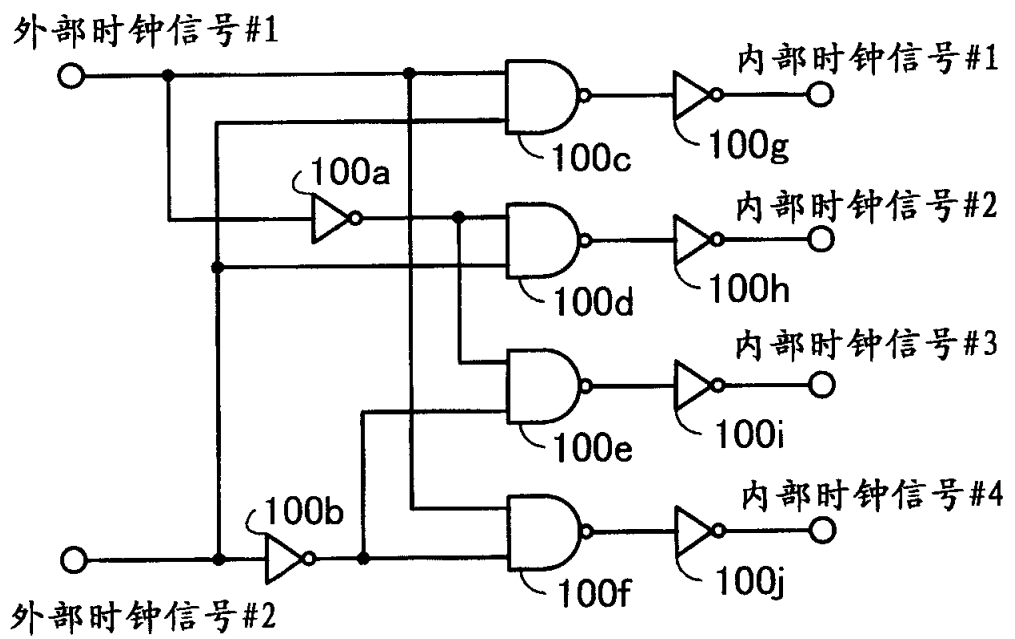 外部时钟信号#1
内部时钟信号#1
100c
100g
100a
内部时钟信号#2
100d
100h
内部时钟信号#3
100e
100i
100b
内部时钟信号#4
100f
100j
外部时钟信号#2